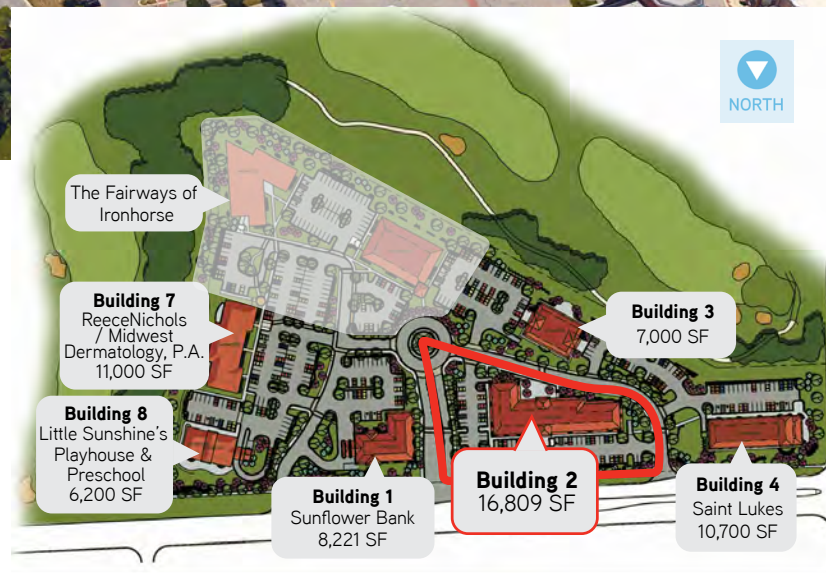 NORTH
The Fairways of
Ironhorse
Building 7
ReeceNichols
/ Midwest
Dermatology, P.A.
11,000 SF
Building 3
7,000 SF
Building 8
Little Sunshine's
Playhouse &
Preschool
6,200 SF
Building 1
Sunflower Bank
8,221 SF
Building 2
16,809 SF
Building 4
Saint Lukes
10,700 SF